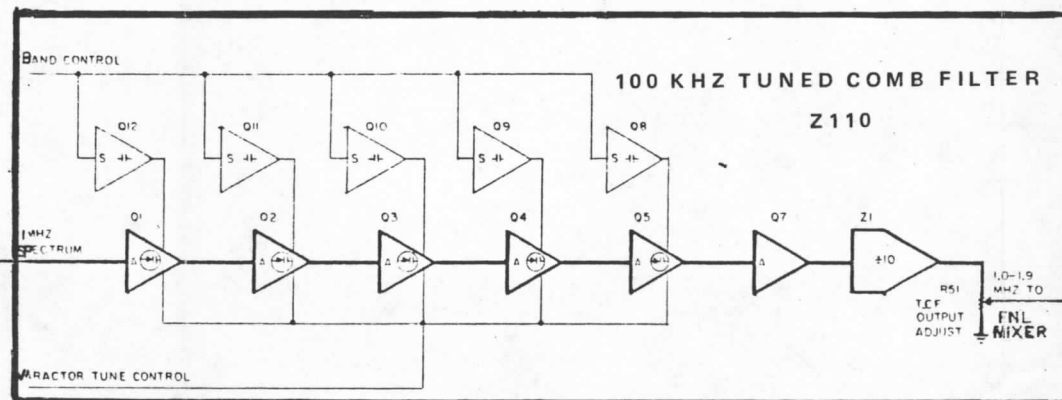 BAND CONTROL
100 KHZ TUNED COMB FILTER
Z110
Q12
Q11
Q10
Q9
Q8
S
S
S
S
S
Q1
Q2
Q3
Q4
Q5
Q7
Z1
1MHZ
SPECTRUM
A
A
A
A
A
A
÷10
R51
TCF
OUTPUT
ADJUST
1.0-1.9
MHZ TO
FNL
MIXER
VARACTOR TUNE CONTROL